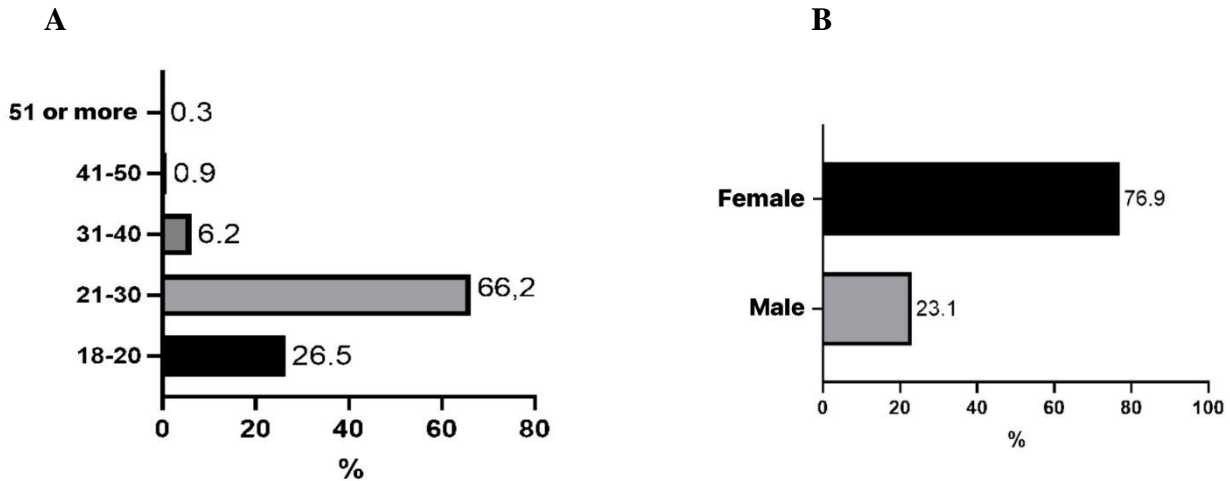 A
51 or more 0.3
41-50 0.9
31-40 6.2
21-30 66,2
18-20 26.5
0 20 40 60 80
%
B
Female 76.9
Male 23.1
0 20 40 60 80 100
%